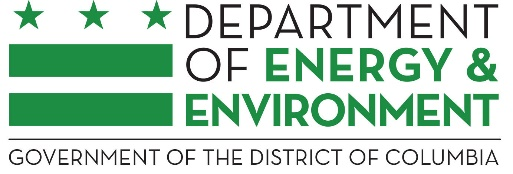 DEPARTMENT
OF ENERGY &
ENVIRONMENT
GOVERNMENT OF THE DISTRICT OF COLUMBIA